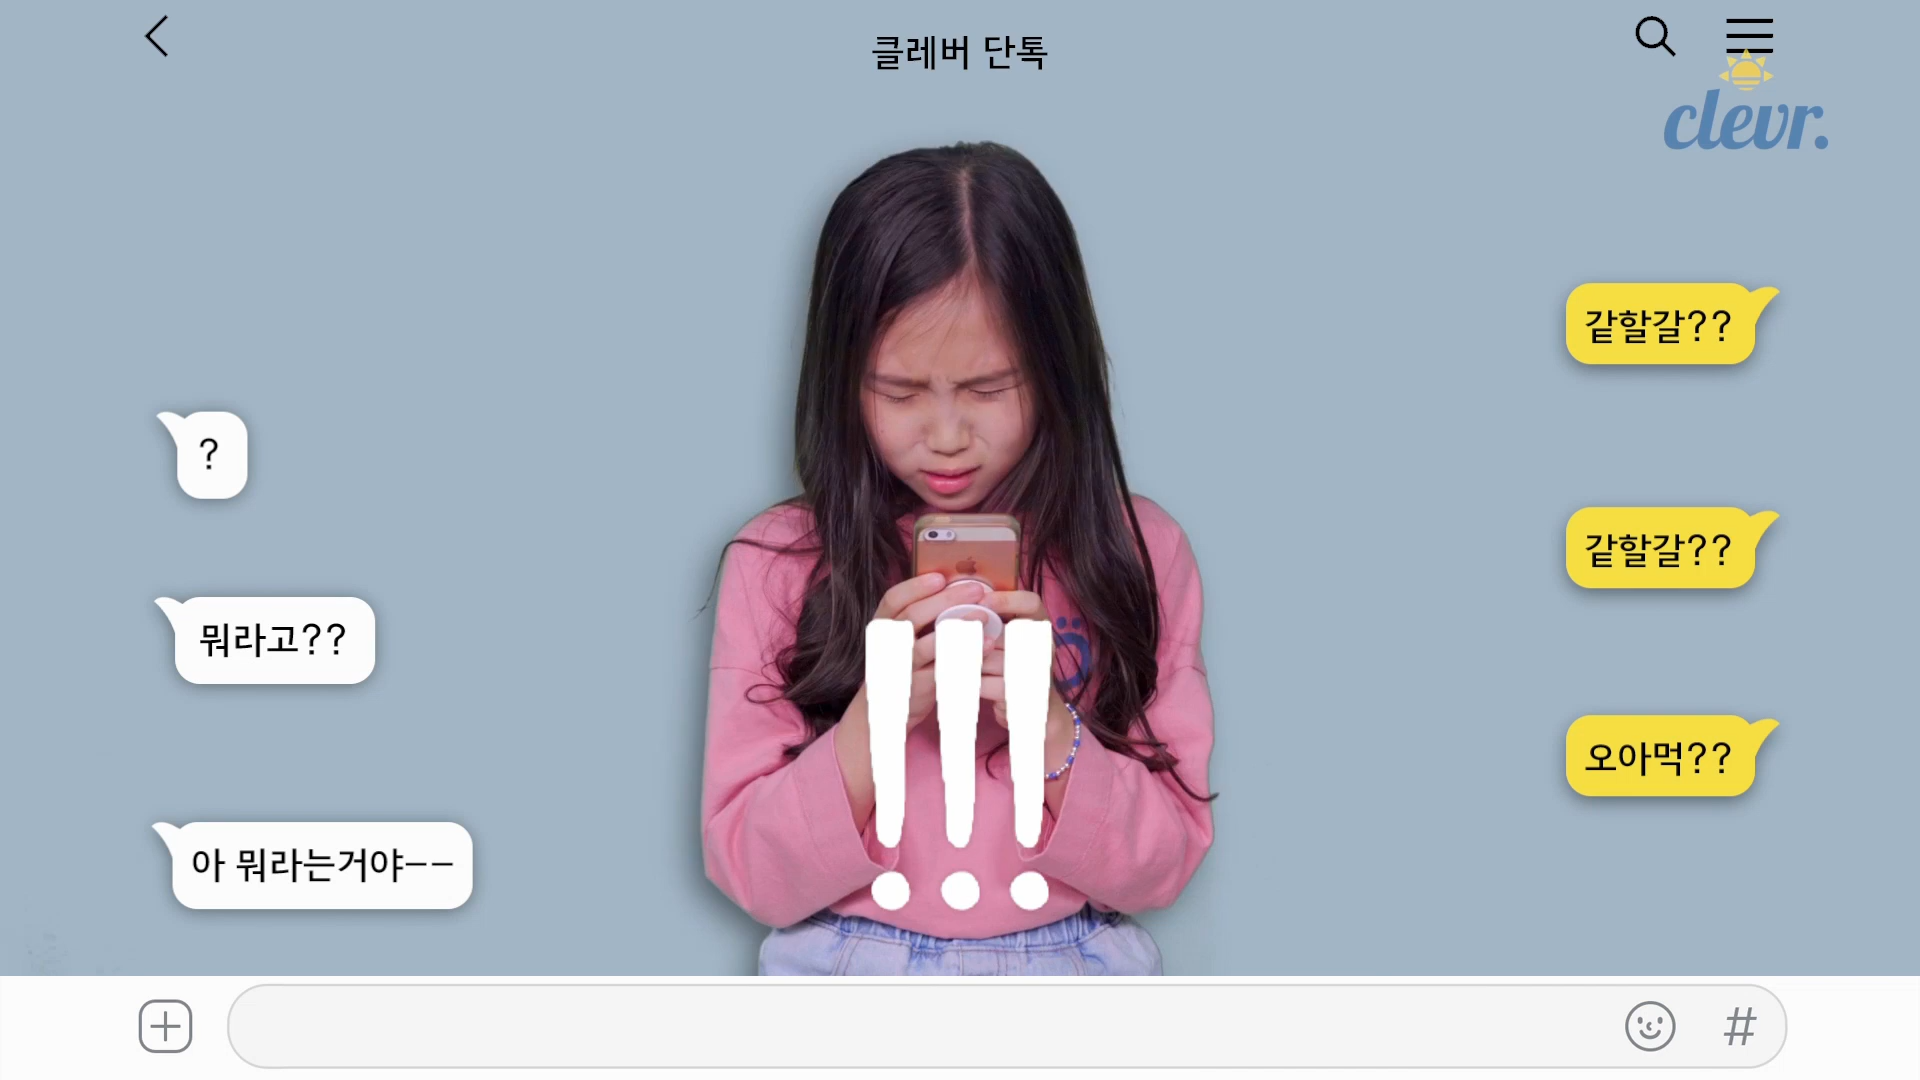 클레버 단톡
clevr.
같할갈??
?
같할갈??
뭐라고??
오아먹??
아 뭐라는거야--
!!!
#